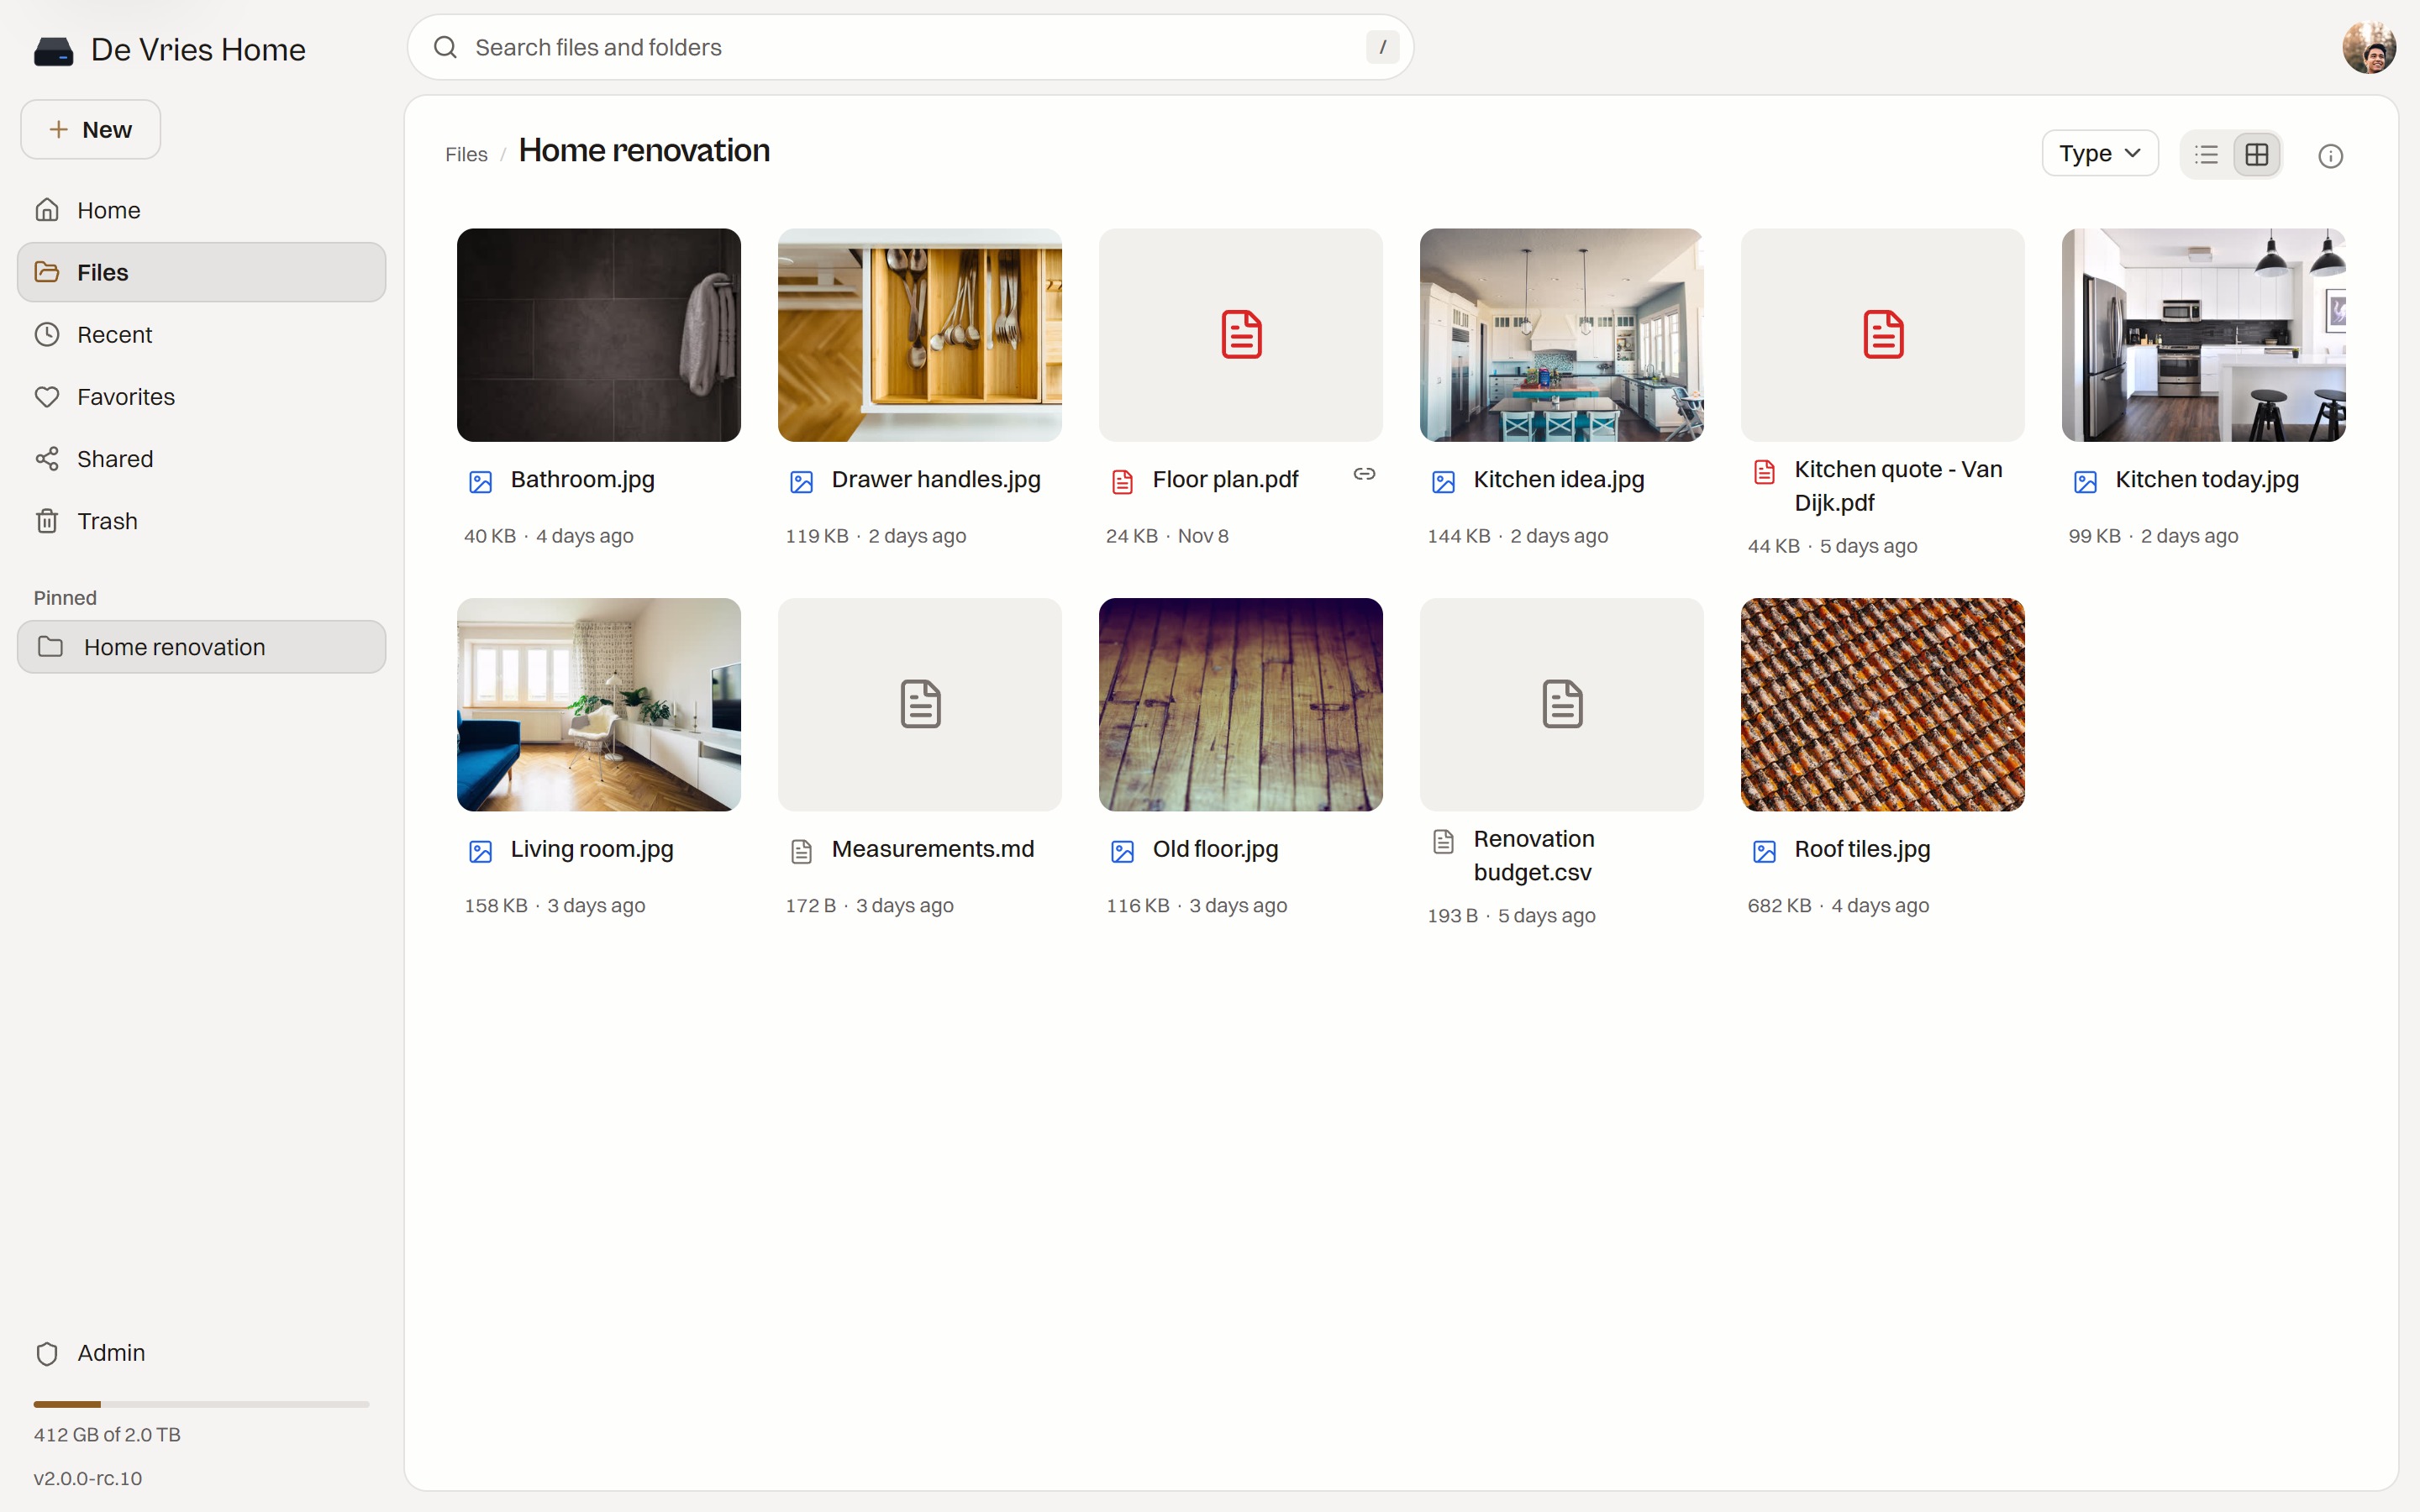 De Vries Home
Search files and folders
/
New
Home
Files
Recent
Favorites
Shared
Trash
Pinned
Home renovation
Admin
412 GB of 2.0 TB
v2.0.0-rc.10
Files / Home renovation
Type
Bathroom.jpg
40 KB · 4 days ago
Drawer handles.jpg
119 KB · 2 days ago
Floor plan.pdf
24 KB · Nov 8
Kitchen idea.jpg
144 KB · 2 days ago
Kitchen quote - Van
Dijk.pdf
44 KB · 5 days ago
Kitchen today.jpg
99 KB · 2 days ago
Living room.jpg
158 KB · 3 days ago
Measurements.md
172 B · 3 days ago
Old floor.jpg
116 KB · 3 days ago
Renovation
budget.csv
193 B · 5 days ago
Roof tiles.jpg
682 KB · 4 days ago